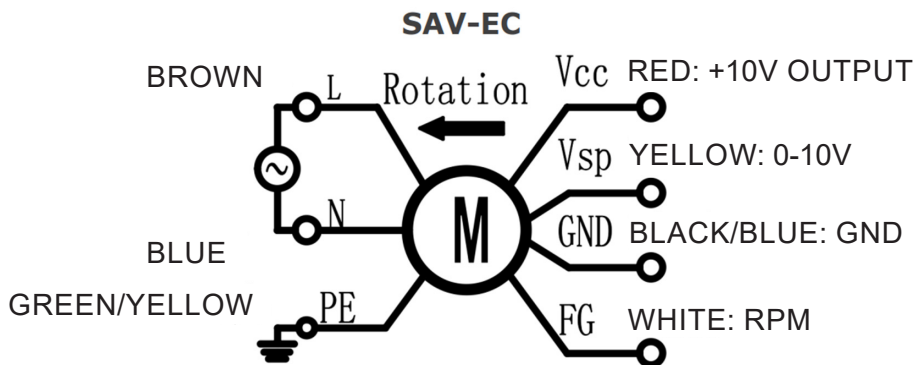 SAV-EC
BROWN
L
Rotation
Vcc RED: +10V OUTPUT
Vsp YELLOW: 0-10V
N
GND BLACK/BLUE: GND
BLUE
GREEN/YELLOW
PE
M
FG WHITE: RPM